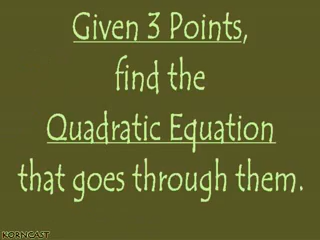 Given 3 Points,
find the
Quadratic Equation
that goes through them.
KORNCAST